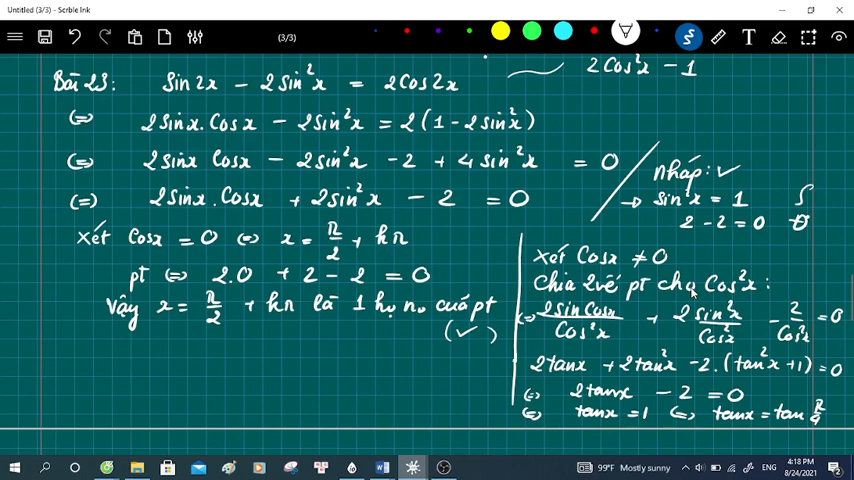 Untitled (3/3) - Scrble Ink
(3/3)
2Cos²x - 1
Bài 23: Sin2x - 2Sin²x = 2Cos2x
(=) 2Sinx.Cosx - 2Sin²x = 2(1 - 2Sin²x)
(=) 2Sinx Cosx - 2Sin²x - 2 + 4Sin²x = 0
(=) 2Sinx.Cosx + 2Sin²x - 2 = 0
Nháp: ✓
→ Sin²x = 1
2 - 2 = 0
Xét Cosx = 0 (=) x = π/2 + kπ
pt (=) 2.0 + 2 - 2 = 0
Vậy x = π/2 + kπ là 1 họ no của pt
(✓)
Xét Cosx ≠ 0
Chia 2 vế pt cho Cos²x :
(=) 2sinx Cosx/Cos²x + 2sin²x/Cos²x - 2/Cos²x = 0
2tanx + 2tan²x - 2.(tan²x + 1) = 0
(=) 2tanx - 2 = 0
(=) tanx = 1 (=) tanx = tan π/4
99°F Mostly sunny
ENG
4:18 PM
8/24/2021
2